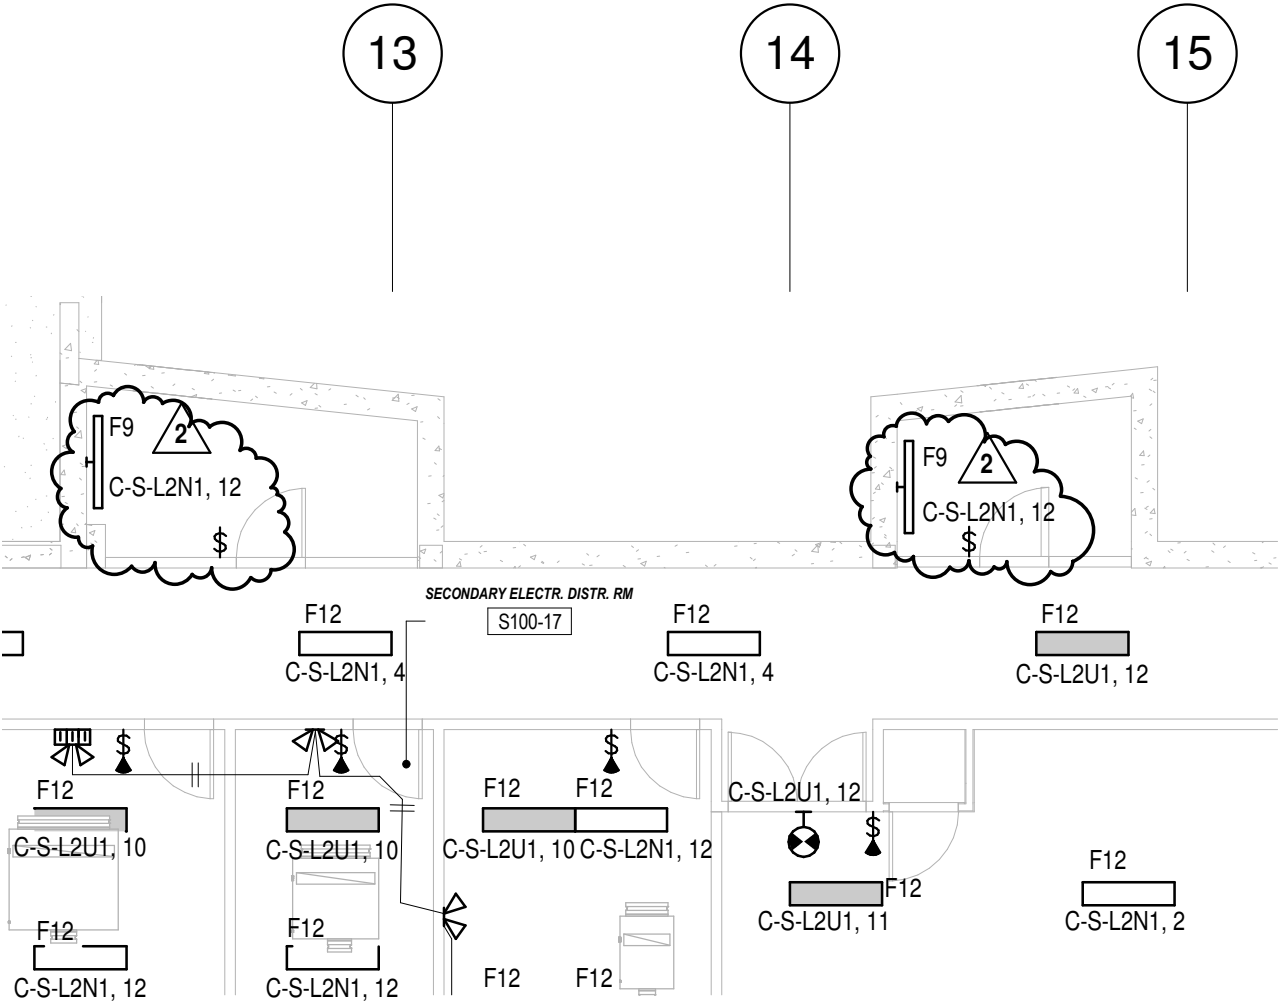 13
14
15
F9
2
C-S-L2N1, 12
$
F9
2
C-S-L2N1, 12
$
SECONDARY ELECTR. DISTR. RM
S100-17
F12
C-S-L2N1, 4
F12
C-S-L2N1, 4
F12
C-S-L2U1, 12
$
$
$
$
F12
C-S-L2U1, 10
F12
C-S-L2U1, 10
F12
C-S-L2U1, 10
F12
C-S-L2N1, 12
C-S-L2U1, 12
F12
C-S-L2U1, 11
F12
C-S-L2N1, 2
F12
C-S-L2N1, 12
F12
C-S-L2N1, 12
F12
F12